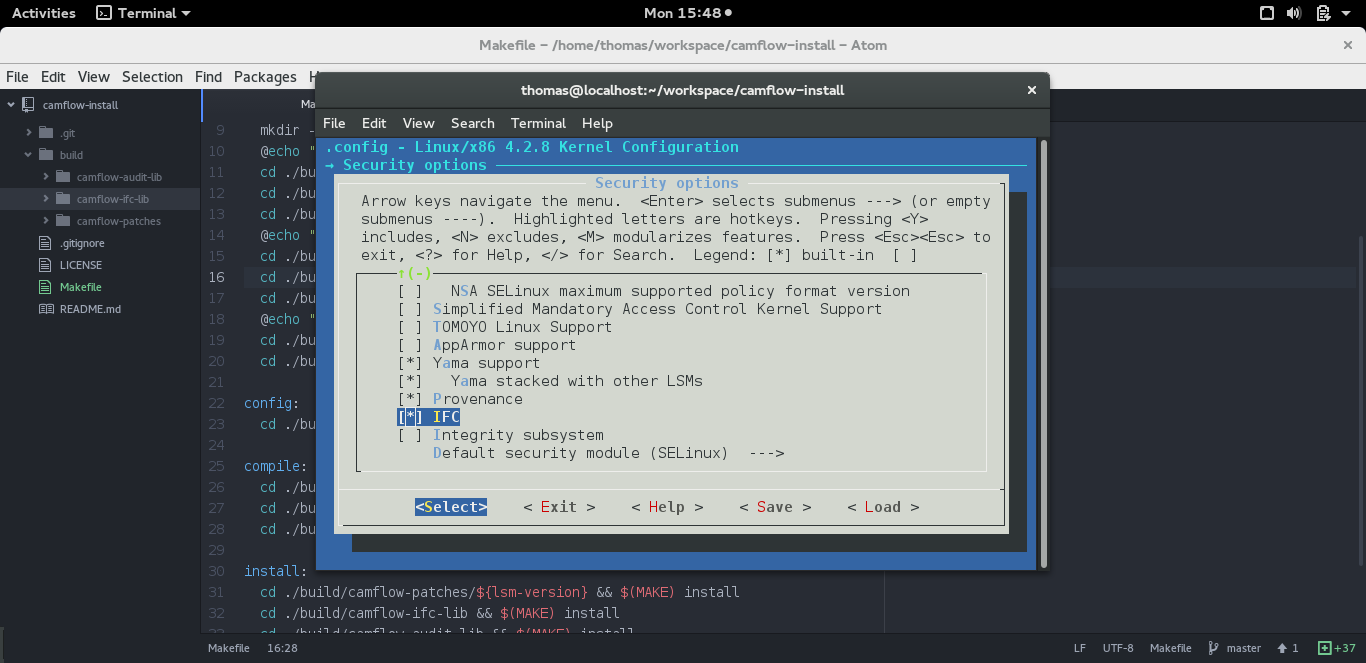 Activities Terminal Mon 15:48
Makefile – /home/thomas/workspace/camflow-install – Atom
File Edit View Selection Find Packages
thomas@localhost:~/workspace/camflow-install
camflow-install
.git
build
camflow-audit-lib
camflow-ifc-lib
camflow-patches
.gitignore
LICENSE
Makefile
README.md
File Edit View Search Terminal Help
.config - Linux/x86 4.2.8 Kernel Configuration
→ Security options
Security options
Arrow keys navigate the menu.  <Enter> selects submenus ---> (or empty
submenus ----).  Highlighted letters are hotkeys.  Pressing <Y>
includes, <N> excludes, <M> modularizes features.  Press <Esc><Esc> to
exit, <?> for Help, </> for Search.  Legend: [*] built-in  [ ]
↑(-)
[ ]   NSA SELinux maximum supported policy format version
[ ] Simplified Mandatory Access Control Kernel Support
[ ] TOMOYO Linux Support
[ ] AppArmor support
[*] Yama support
[*]   Yama stacked with other LSMs
[*] Provenance
[*] IFC
[ ] Integrity subsystem
Default security module (SELinux)  --->
<Select>    < Exit >    < Help >    < Save >    < Load >
9 mkdir -
10 @echo "
11 cd ./bu
12 cd ./bu
13 cd ./bu
14 @echo "
15 cd ./bu
16 cd ./bu
17 cd ./bu
18 @echo "
19 cd ./bu
20 cd ./bu
21
22 config:
23 cd ./bu
24
25 compile:
26 cd ./bu
27 cd ./bu
28 cd ./bu
29
30 install:
31 cd ./build/camflow-patches/${lsm-version} && $(MAKE) install
32 cd ./build/camflow-ifc-lib && $(MAKE) install
33 cd ./build/camflow-audit-lib && $(MAKE) install
Makefile 16:28 LF UTF-8 Makefile master 1 +37